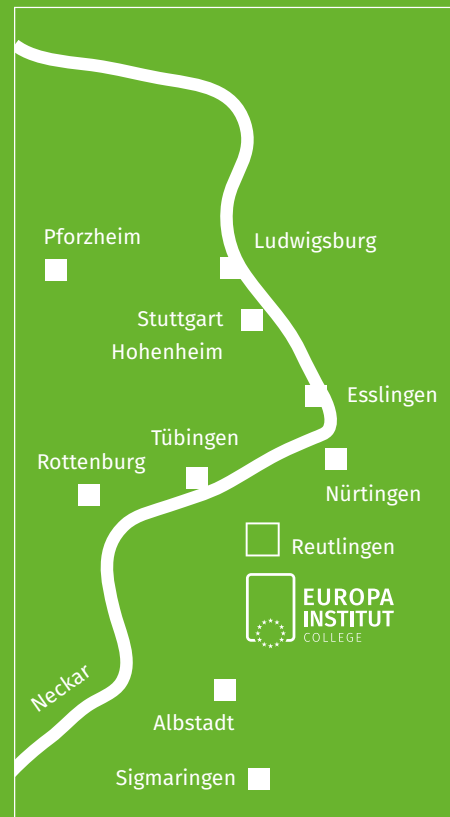 Pforzheim
Ludwigsburg
Stuttgart
Hohenheim
Esslingen
Tübingen
Rottenburg
Nürtingen
Reutlingen
EUROPA
INSTITUT
COLLEGE
Neckar
Albstadt
Sigmaringen